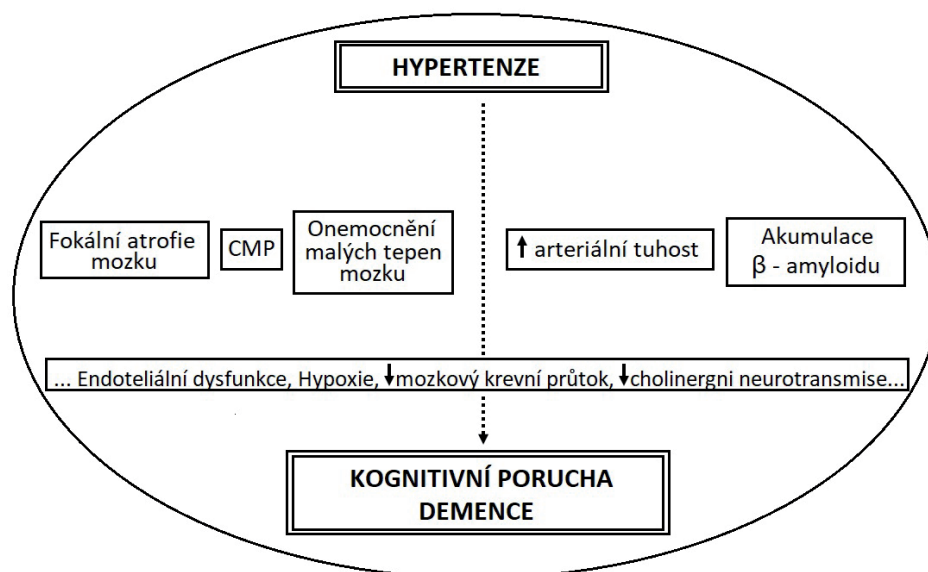 HYPERTENZE
Fokální atrofie
mozku
CMP
Onemocnění
malých tepen
mozku
↑ arteriální tuhost
Akumulace
β - amyloidu
... Endoteliální dysfunkce, Hypoxie, ↓mozkový krevní průtok, ↓cholinergni neurotransmise...
KOGNITIVNÍ PORUCHA
DEMENCE